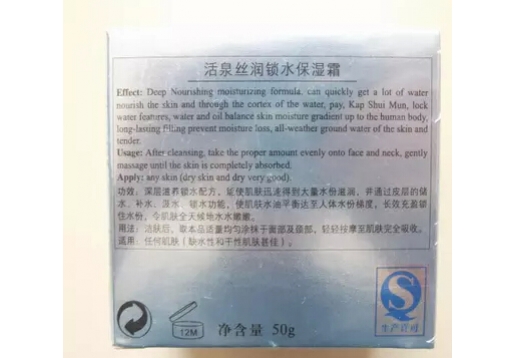 活泉丝润锁水保湿霜
Effect: Deep Nourishing moisturizing formula, can quickly get a lot of water
nourish the skin and through the cortex of the water, pay, Kap Shui Mun, lock
water features, water and oil balance skin moisture gradient up to the human body,
long-lasting filling prevent moisture loss, all-weather ground water of the skin and
tender.
Usage: After cleansing, take the proper amount evenly onto face and neck, gently
massage until the skin is completely absorbed.
Apply: any skin (dry skin and dry very good).
功效：深层滋养锁水配方，延使肌肤迅速得到大量水份滋润，并通过皮层的储
水、补水、汲水、锁水功能，使肌肤水油平衡达至人体水份梯度，长效充盈锁
住水份，令肌肤全天候地水水嫩嫩。
用法：洁肤后，取本品适量均匀涂抹于面部及颈部，轻轻按摩至肌肤完全吸收。
适用：任何肌肤（缺水性和干性肌肤甚佳）。
12M
净含量 50g
生产许可